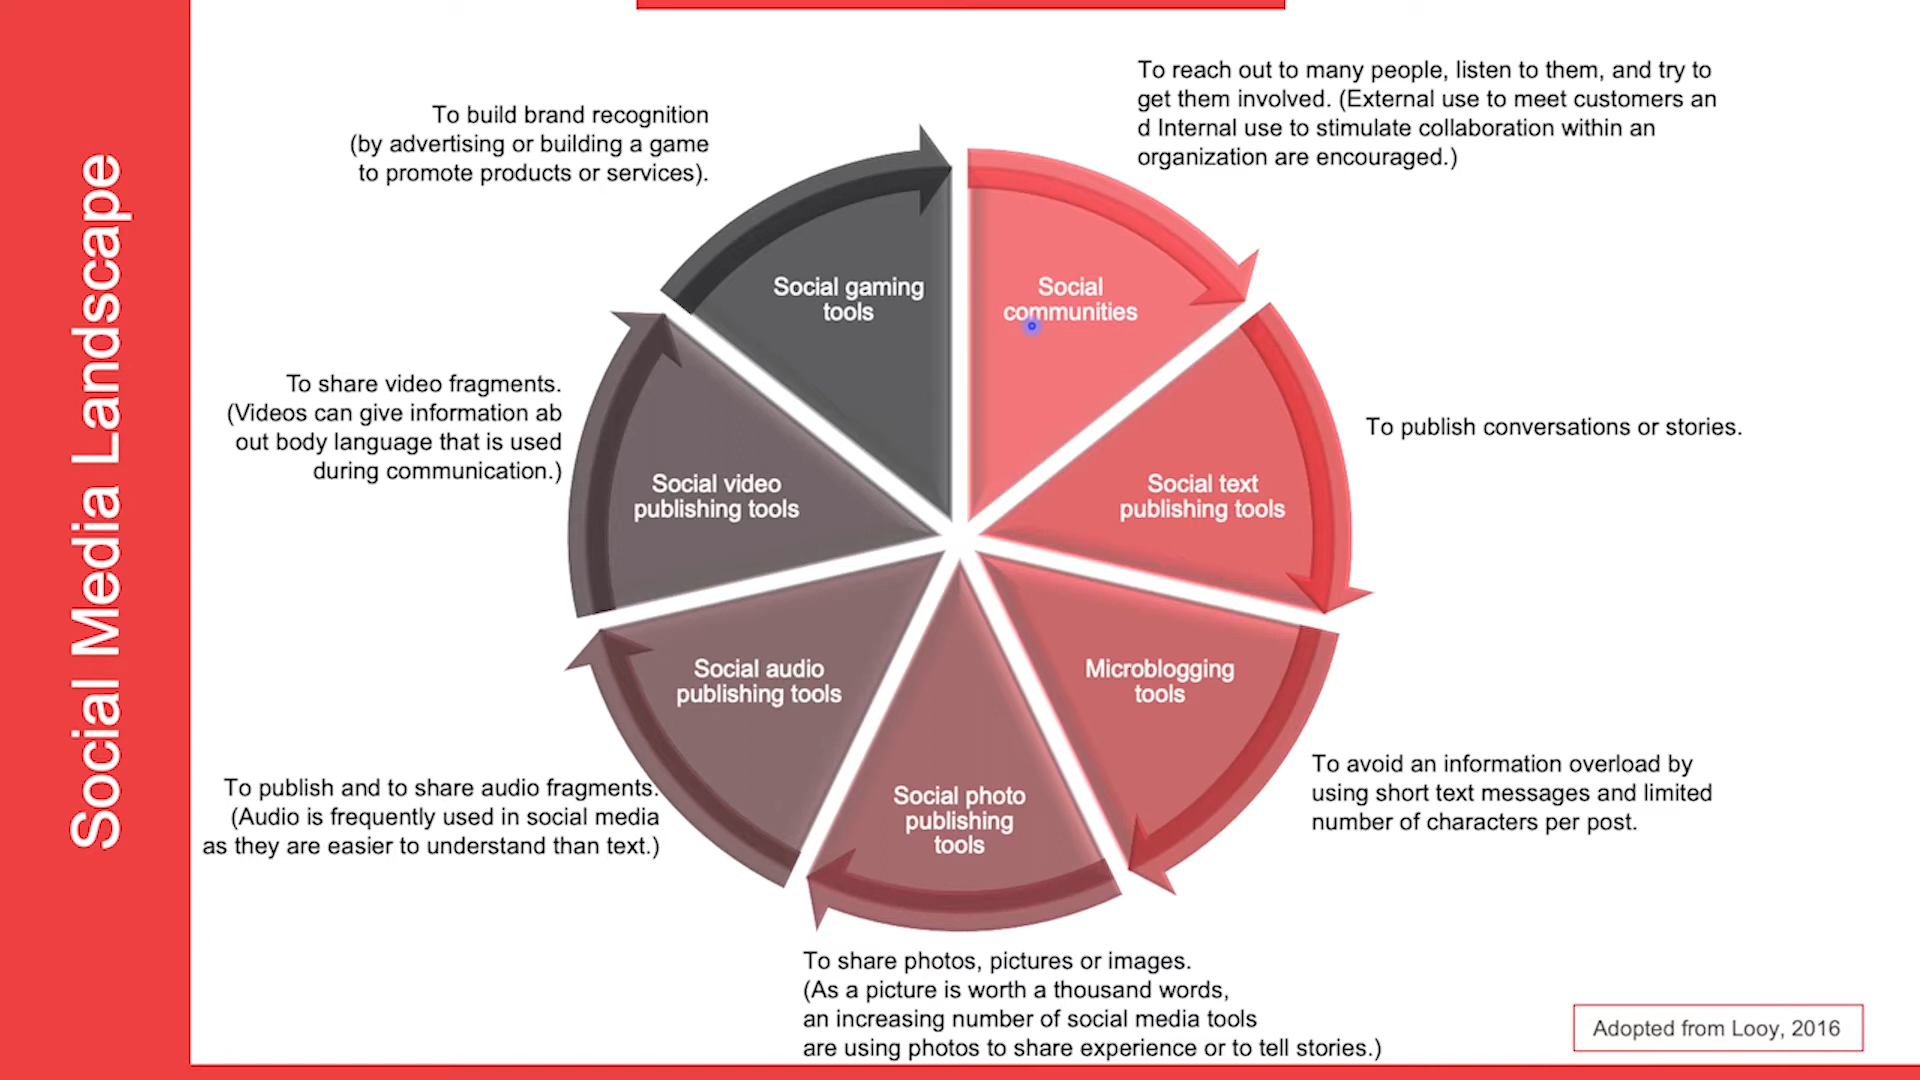 Social Media Landscape
To build brand recognition
(by advertising or building a game
to promote products or services).
To reach out to many people, listen to them, and try to
get them involved. (External use to meet customers an
d Internal use to stimulate collaboration within an
organization are encouraged.)
Social gaming
tools
Social
communities
To share video fragments.
(Videos can give information ab
out body language that is used
during communication.)
To publish conversations or stories.
Social video
publishing tools
Social text
publishing tools
Social audio
publishing tools
Microblogging
tools
To publish and to share audio fragments.
(Audio is frequently used in social media
as they are easier to understand than text.)
Social photo
publishing
tools
To avoid an information overload by
using short text messages and limited
number of characters per post.
To share photos, pictures or images.
(As a picture is worth a thousand words,
an increasing number of social media tools
are using photos to share experience or to tell stories.)
Adopted from Looy, 2016